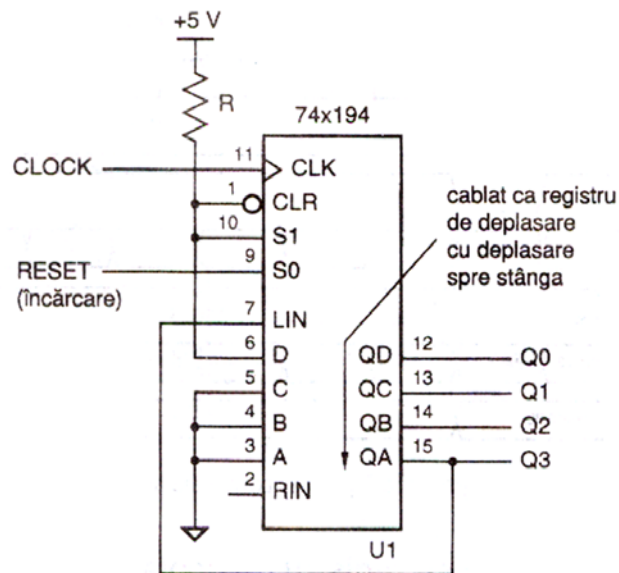 +5 V
R
74x194
CLOCK
11
CLK
1
CLR
10
S1
RESET
(încărcare)
9
S0
7
LIN
6
D
5
C
4
B
3
A
2
RIN
cablat ca registru
de deplasare
cu deplasare
spre stânga
QD
12
Q0
QC
13
Q1
QB
14
Q2
QA
15
Q3
U1